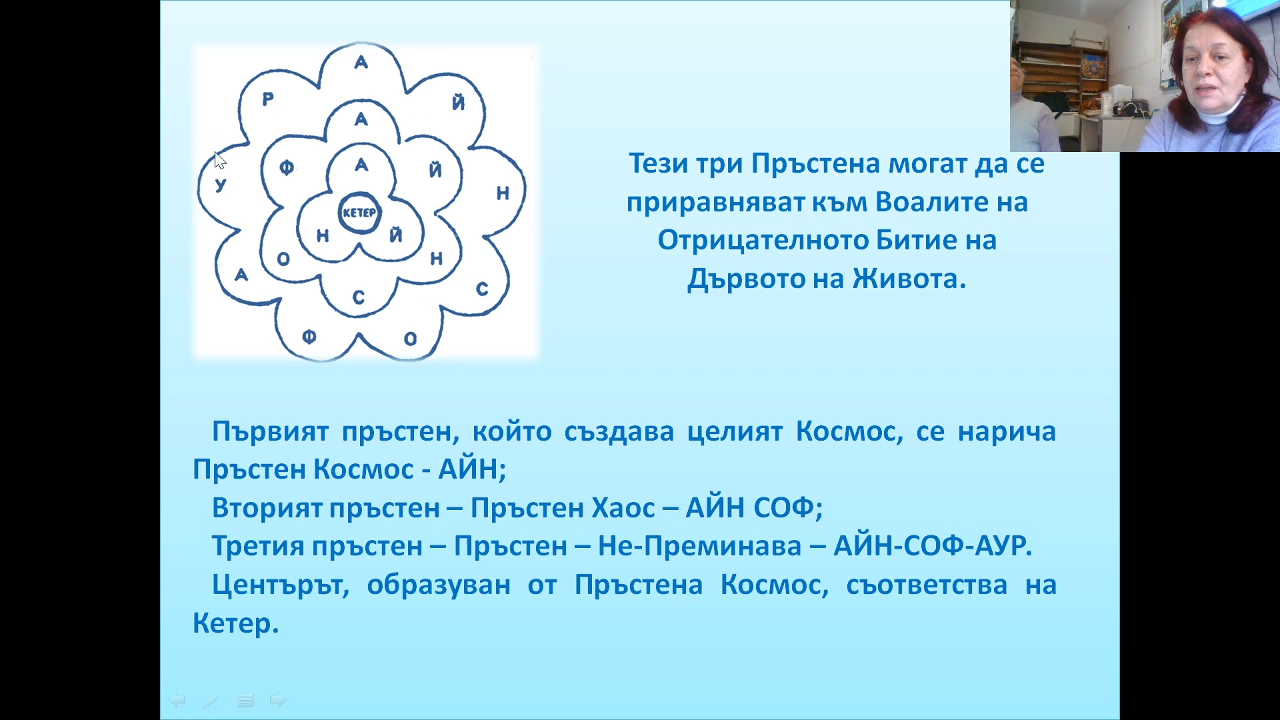 А
Р
Й
А
Ф
А
Й
У
Н
КЕТЕР
Н
Й
О
Н
А
С
С
Ф
О
Тези три Пръстена могат да се
приравняват към Воалите на
Отрицателното Битие на
Дървото на Живота.
Първият пръстен, който създава целият Космос, се нарича
Пръстен Космос - АЙН;
Вторият пръстен – Пръстен Хаос – АЙН СОФ;
Третия пръстен – Пръстен – Не-Преминава – АЙН-СОФ-АУР.
Центърът, образуван от Пръстена Космос, съответства на
Кетер.